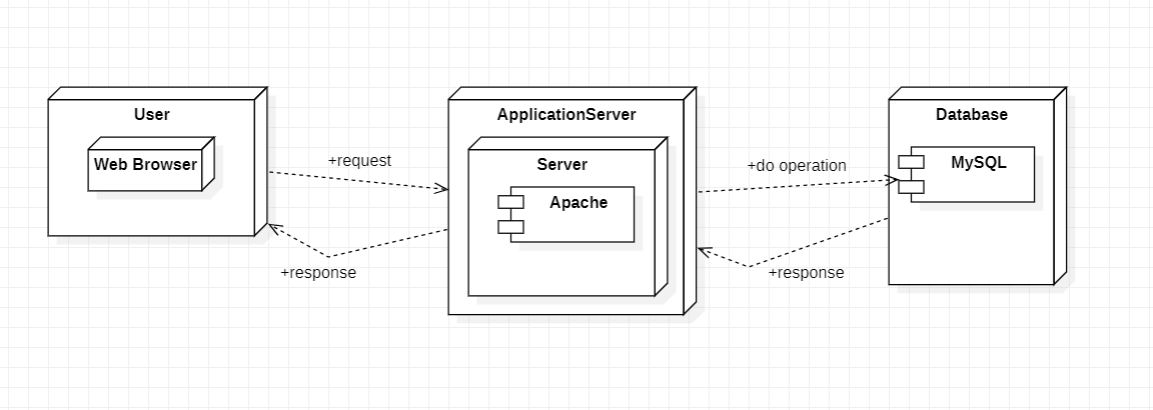 User
Web Browser
+request
+response
ApplicationServer
Server
Apache
+do operation
+response
Database
MySQL